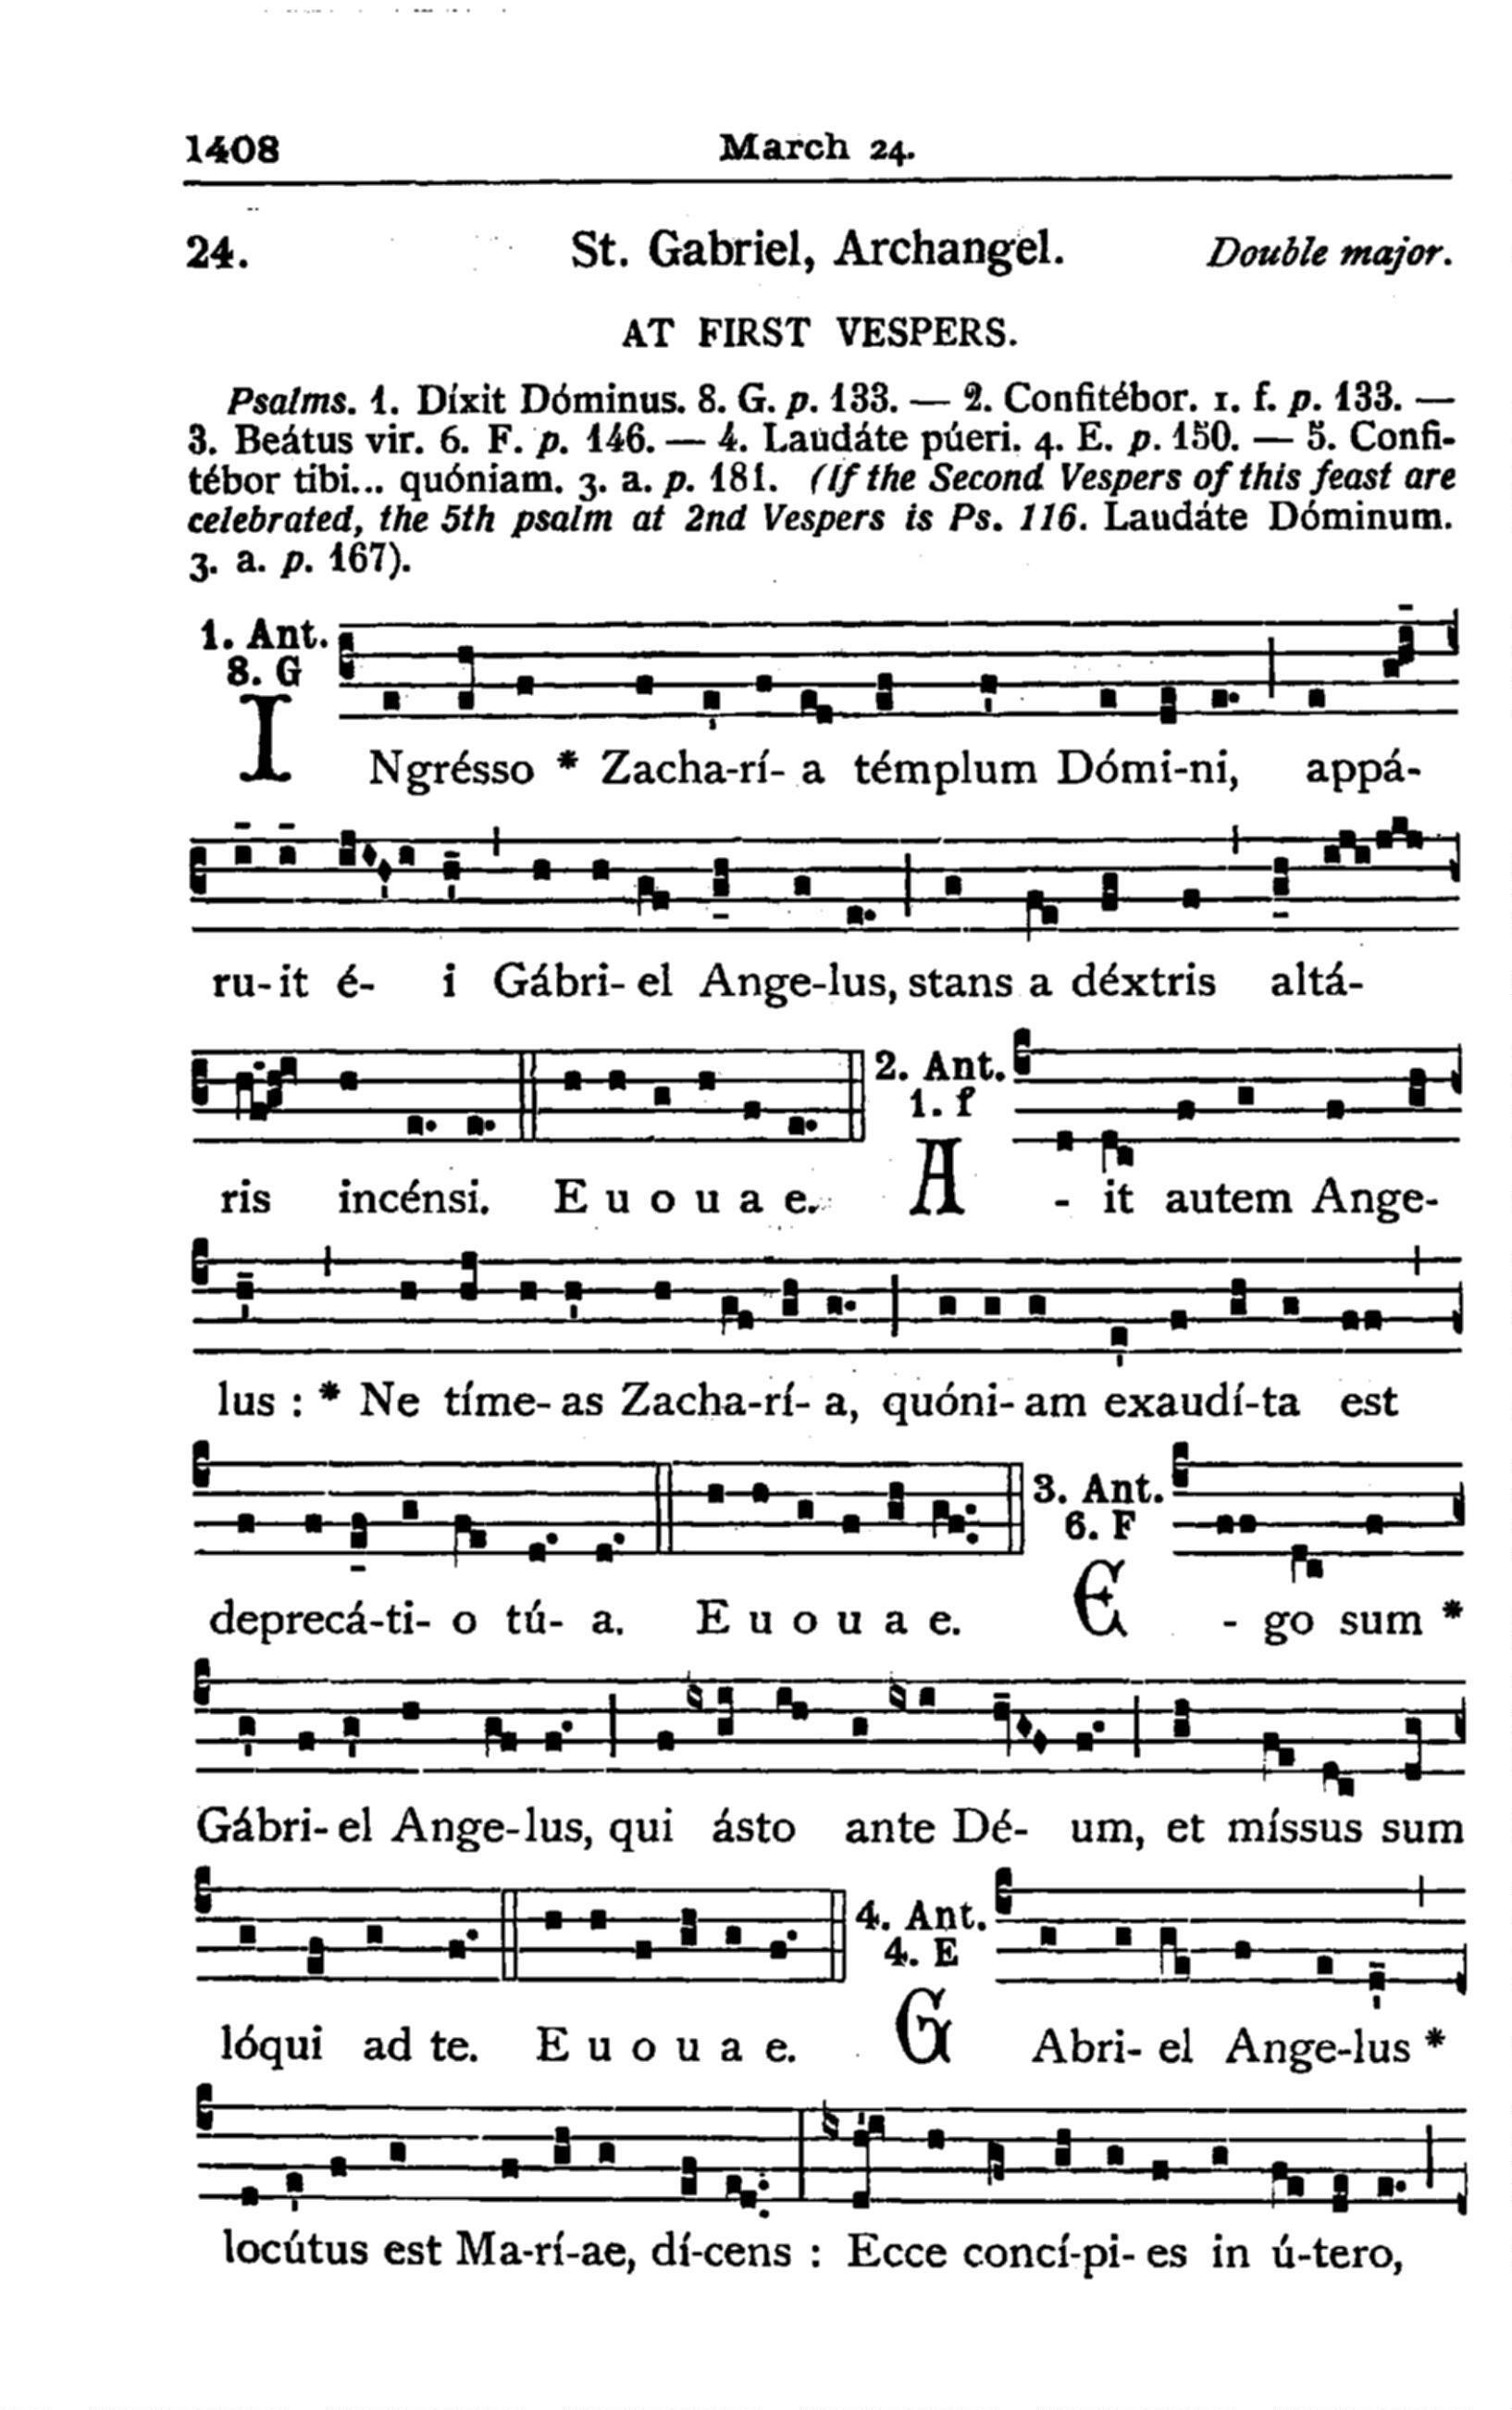 1408 March 24.
24. St. Gabriel, Archangel. Double major.
AT FIRST VESPERS.
Psalms. 1. Díxit Dóminus. 8. G. p. 133. — 2. Confitébor. 1. f. p. 133. —
3. Beátus vir. 6. F. p. 146. — 4. Laudáte púeri. 4. E. p. 150. — 5. Confi-
tébor tibi... quóniam. 3. a. p. 181. (If the Second Vespers of this feast are
celebrated, the 5th psalm at 2nd Vespers is Ps. 116. Laudáte Dóminum.
3. a. p. 167).
1. Ant.
8. G
INgrésso * Zacha-rí- a témplum Dómi-ni, appá-
ru-it é- i Gábri- el Ange-lus, stans a déxtris altá-
2. Ant.
1. f
ris incénsi. E u o u a e. A - it autem Ange-
lus : * Ne tíme- as Zacha-rí- a, quóni- am exaudí-ta est
3. Ant.
6. F
deprecá-ti- o tú- a. E u o u a e. E - go sum *
Gábri- el Ange-lus, qui ásto ante Dé- um, et míssus sum
4. Ant.
4. E
lóqui ad te. E u o u a e. GAbri- el Ange-lus *
locútus est Ma-rí-ae, dí-cens : Ecce concí-pi- es in ú-tero,